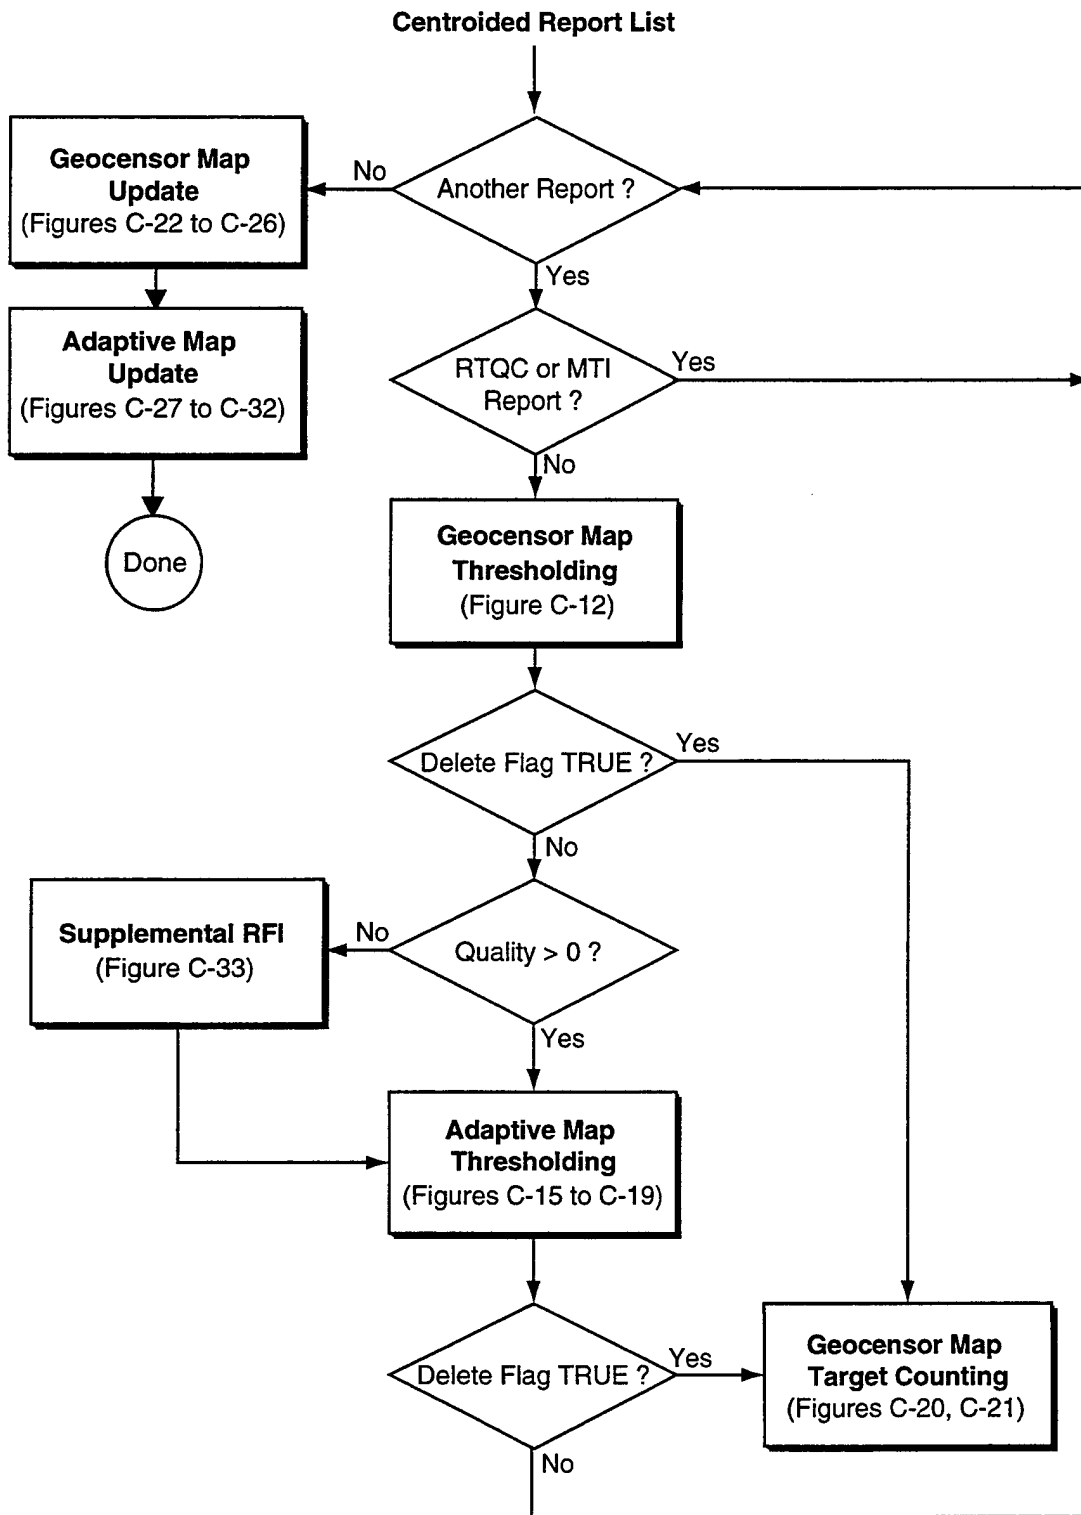 Centroided Report List
Another Report ?
No
Geocensor Map
Update
(Figures C-22 to C-26)
Yes
Adaptive Map
Update
(Figures C-27 to C-32)
RTQC or MTI
Report ?
Yes
No
Done
Geocensor Map
Thresholding
(Figure C-12)
Delete Flag TRUE ?
Yes
No
Supplemental RFI
(Figure C-33)
No
Quality > 0 ?
Yes
Adaptive Map
Thresholding
(Figures C-15 to C-19)
Delete Flag TRUE ?
Yes
Geocensor Map
Target Counting
(Figures C-20, C-21)
No